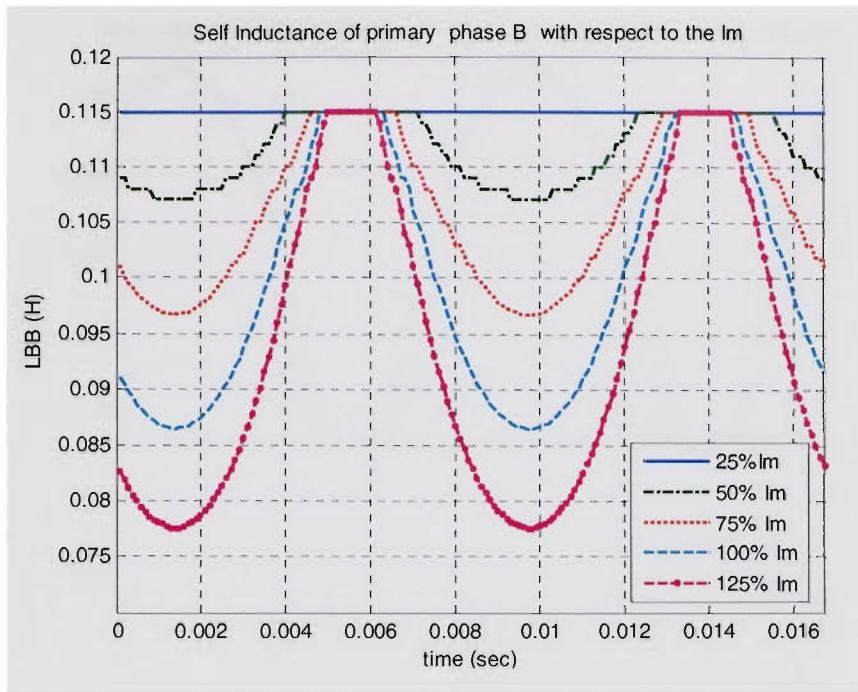 Self Inductance of primary phase B with respect to the Im
0.12
0.115
0.11
0.105
0.1
0.095
0.09
0.085
0.08
0.075
LBB (H)
0
0.002
0.004
0.006
0.008
0.01
0.012
0.014
0.016
time (sec)
25%Im
50% Im
75% Im
100% Im
125% Im